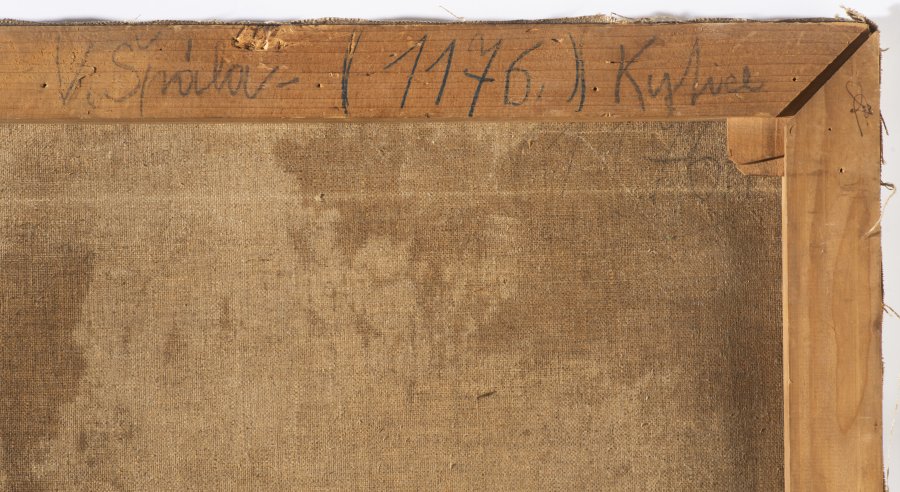 V. Špála - (1176.) Kytice